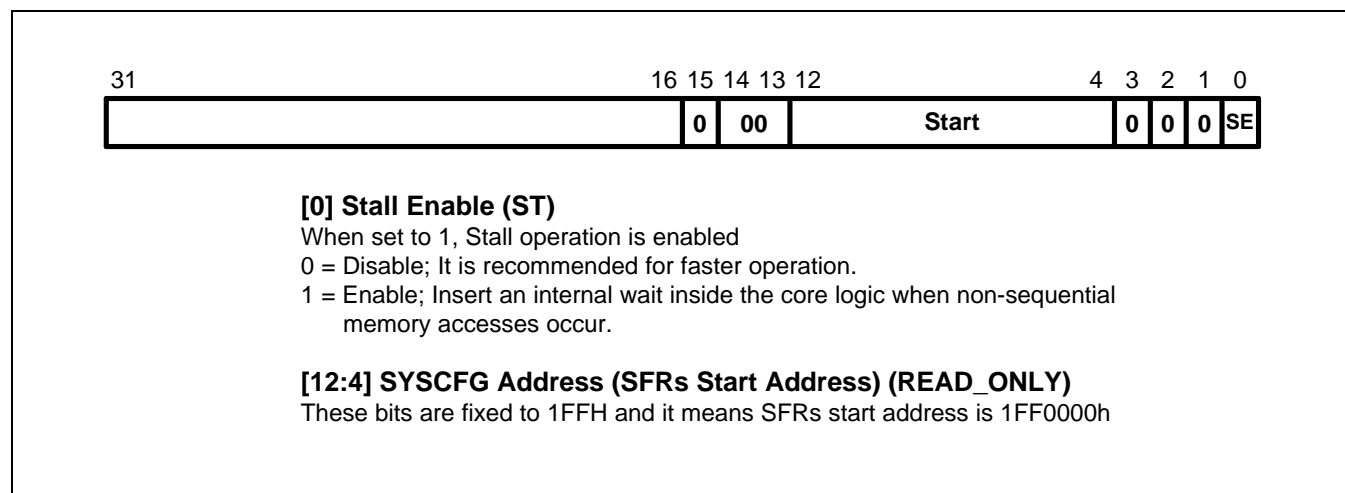 31 16 15 14 13 12 4 3 2 1 0
0 00 Start 0 0 0 SE
[0] Stall Enable (ST)
When set to 1, Stall operation is enabled
0 = Disable; It is recommended for faster operation.
1 = Enable; Insert an internal wait inside the core logic when non-sequential
memory accesses occur.
[12:4] SYSCFG Address (SFRs Start Address) (READ_ONLY)
These bits are fixed to 1FFH and it means SFRs start address is 1FF0000h